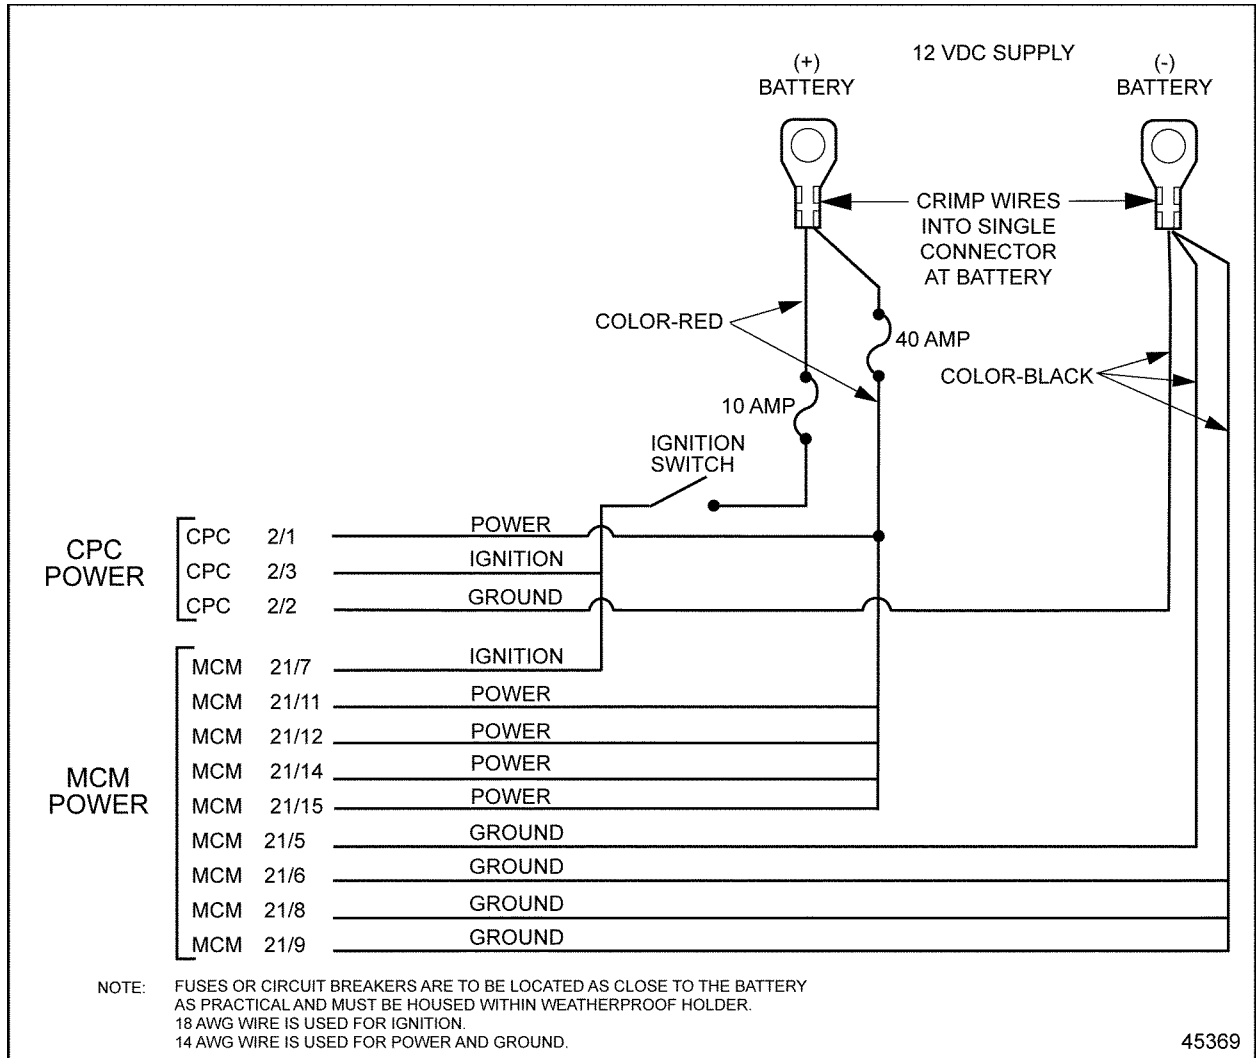 12 VDC SUPPLY
(+)
BATTERY
(-)
BATTERY
CRIMP WIRES
INTO SINGLE
CONNECTOR
AT BATTERY
COLOR-RED
40 AMP
COLOR-BLACK
10 AMP
IGNITION
SWITCH
CPC
POWER
CPC 2/1 POWER
CPC 2/3 IGNITION
CPC 2/2 GROUND
MCM
POWER
MCM 21/7 IGNITION
MCM 21/11 POWER
MCM 21/12 POWER
MCM 21/14 POWER
MCM 21/15 POWER
MCM 21/5 GROUND
MCM 21/6 GROUND
MCM 21/8 GROUND
MCM 21/9 GROUND
NOTE: FUSES OR CIRCUIT BREAKERS ARE TO BE LOCATED AS CLOSE TO THE BATTERY
AS PRACTICAL AND MUST BE HOUSED WITHIN WEATHERPROOF HOLDER.
18 AWG WIRE IS USED FOR IGNITION.
14 AWG WIRE IS USED FOR POWER AND GROUND.
45369